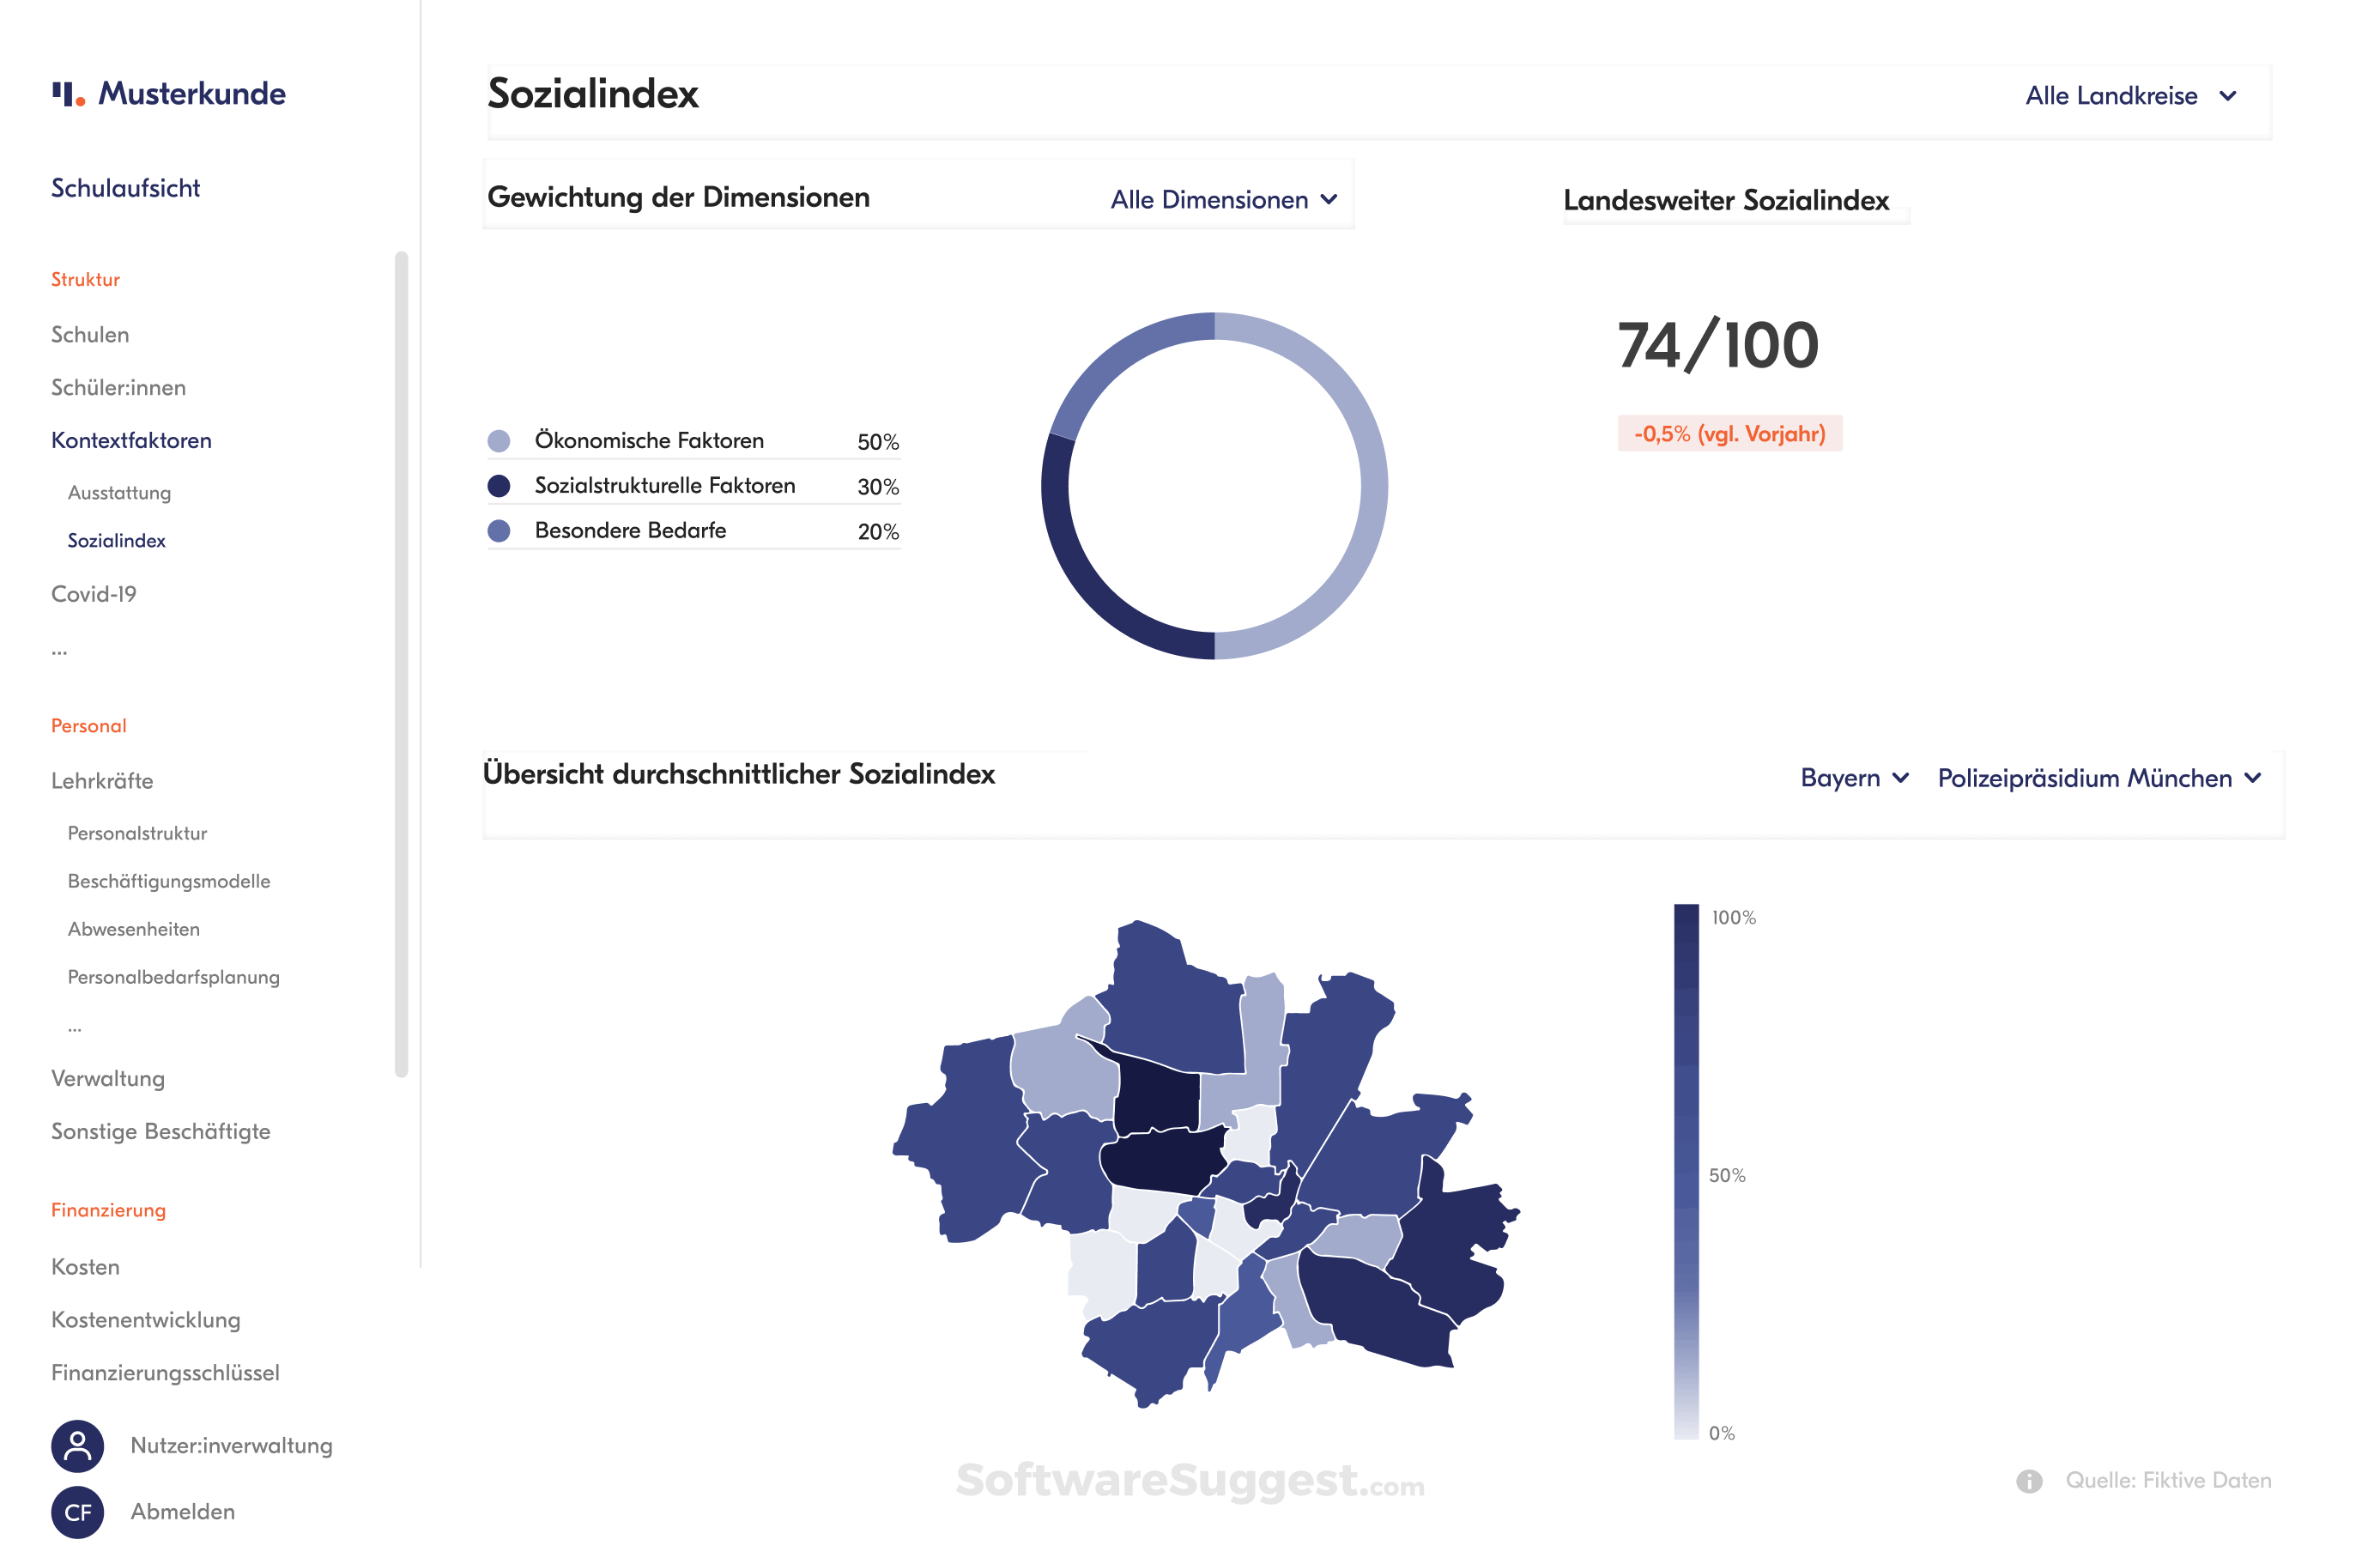 Musterkunde
Schulaufsicht
Struktur
Schulen
Schüler:innen
Kontextfaktoren
Ausstattung
Sozialindex
Covid-19
...
Personal
Lehrkräfte
Personalstruktur
Beschäftigungsmodelle
Abwesenheiten
Personalbedarfsplanung
...
Verwaltung
Sonstige Beschäftigte
Finanzierung
Kosten
Kostenentwicklung
Finanzierungsschlüssel
Nutzer:inverwaltung
CF Abmelden
Sozialindex
Alle Landkreise
Gewichtung der Dimensionen
Alle Dimensionen
Ökonomische Faktoren 50%
Sozialstrukturelle Faktoren 30%
Besondere Bedarfe 20%
Landesweiter Sozialindex
74/100
-0,5% (vgl. Vorjahr)
Übersicht durchschnittlicher Sozialindex
Bayern
Polizeipräsidium München
100%
50%
0%
SoftwareSuggest.com
Quelle: Fiktive Daten